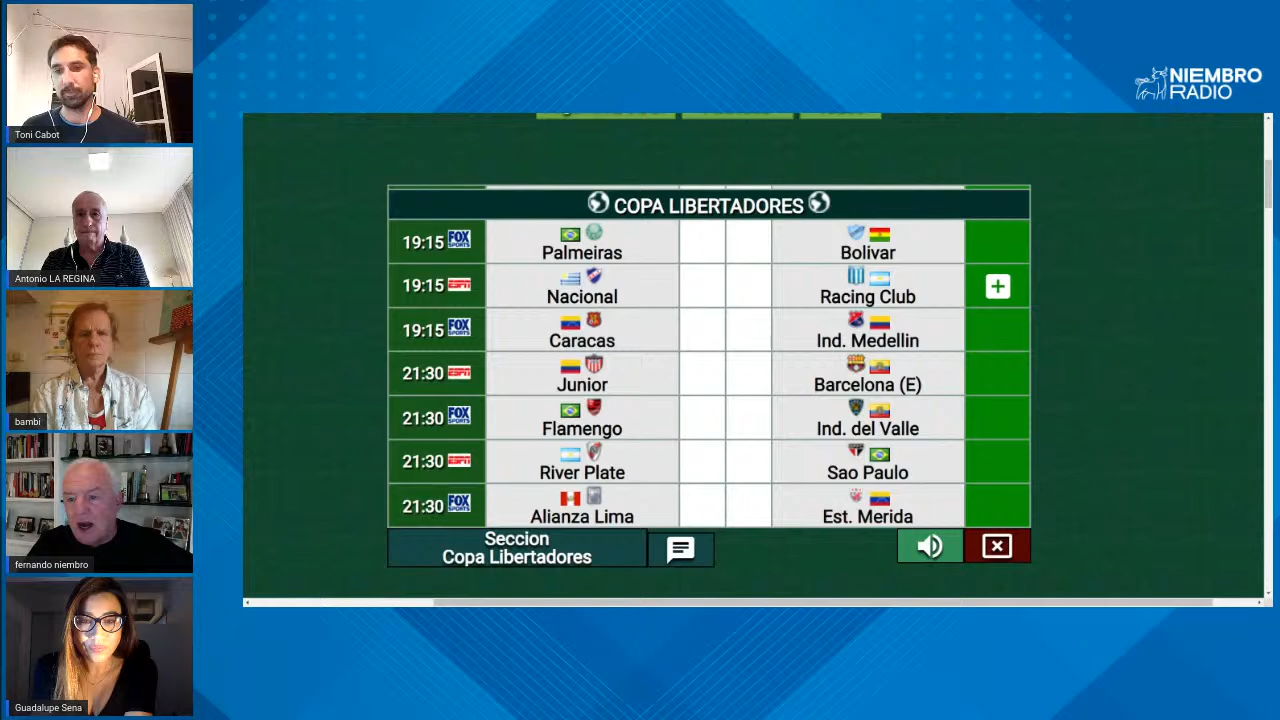 NIEMBRO
RADIO
Toni Cabot
Antonio LA REGINA
bambi
fernando niembro
Guadalupe Sena
COPA LIBERTADORES
19:15 FOX SPORTS Palmeiras Bolivar
19:15 ESPN Nacional Racing Club
19:15 FOX SPORTS Caracas Ind. Medellin
21:30 ESPN Junior Barcelona (E)
21:30 FOX SPORTS Flamengo Ind. del Valle
21:30 ESPN River Plate Sao Paulo
21:30 FOX SPORTS Alianza Lima Est. Merida
Seccion
Copa Libertadores